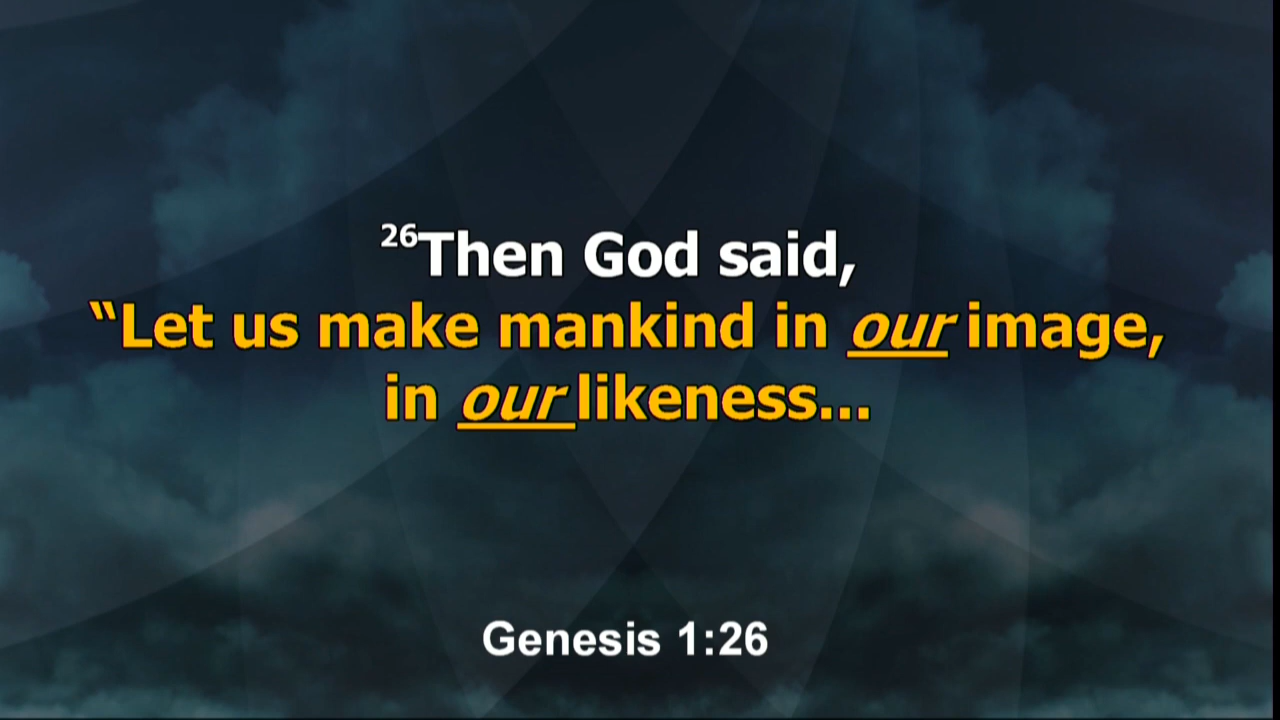 26Then God said,
“Let us make mankind in our image,
in our likeness...
Genesis 1:26